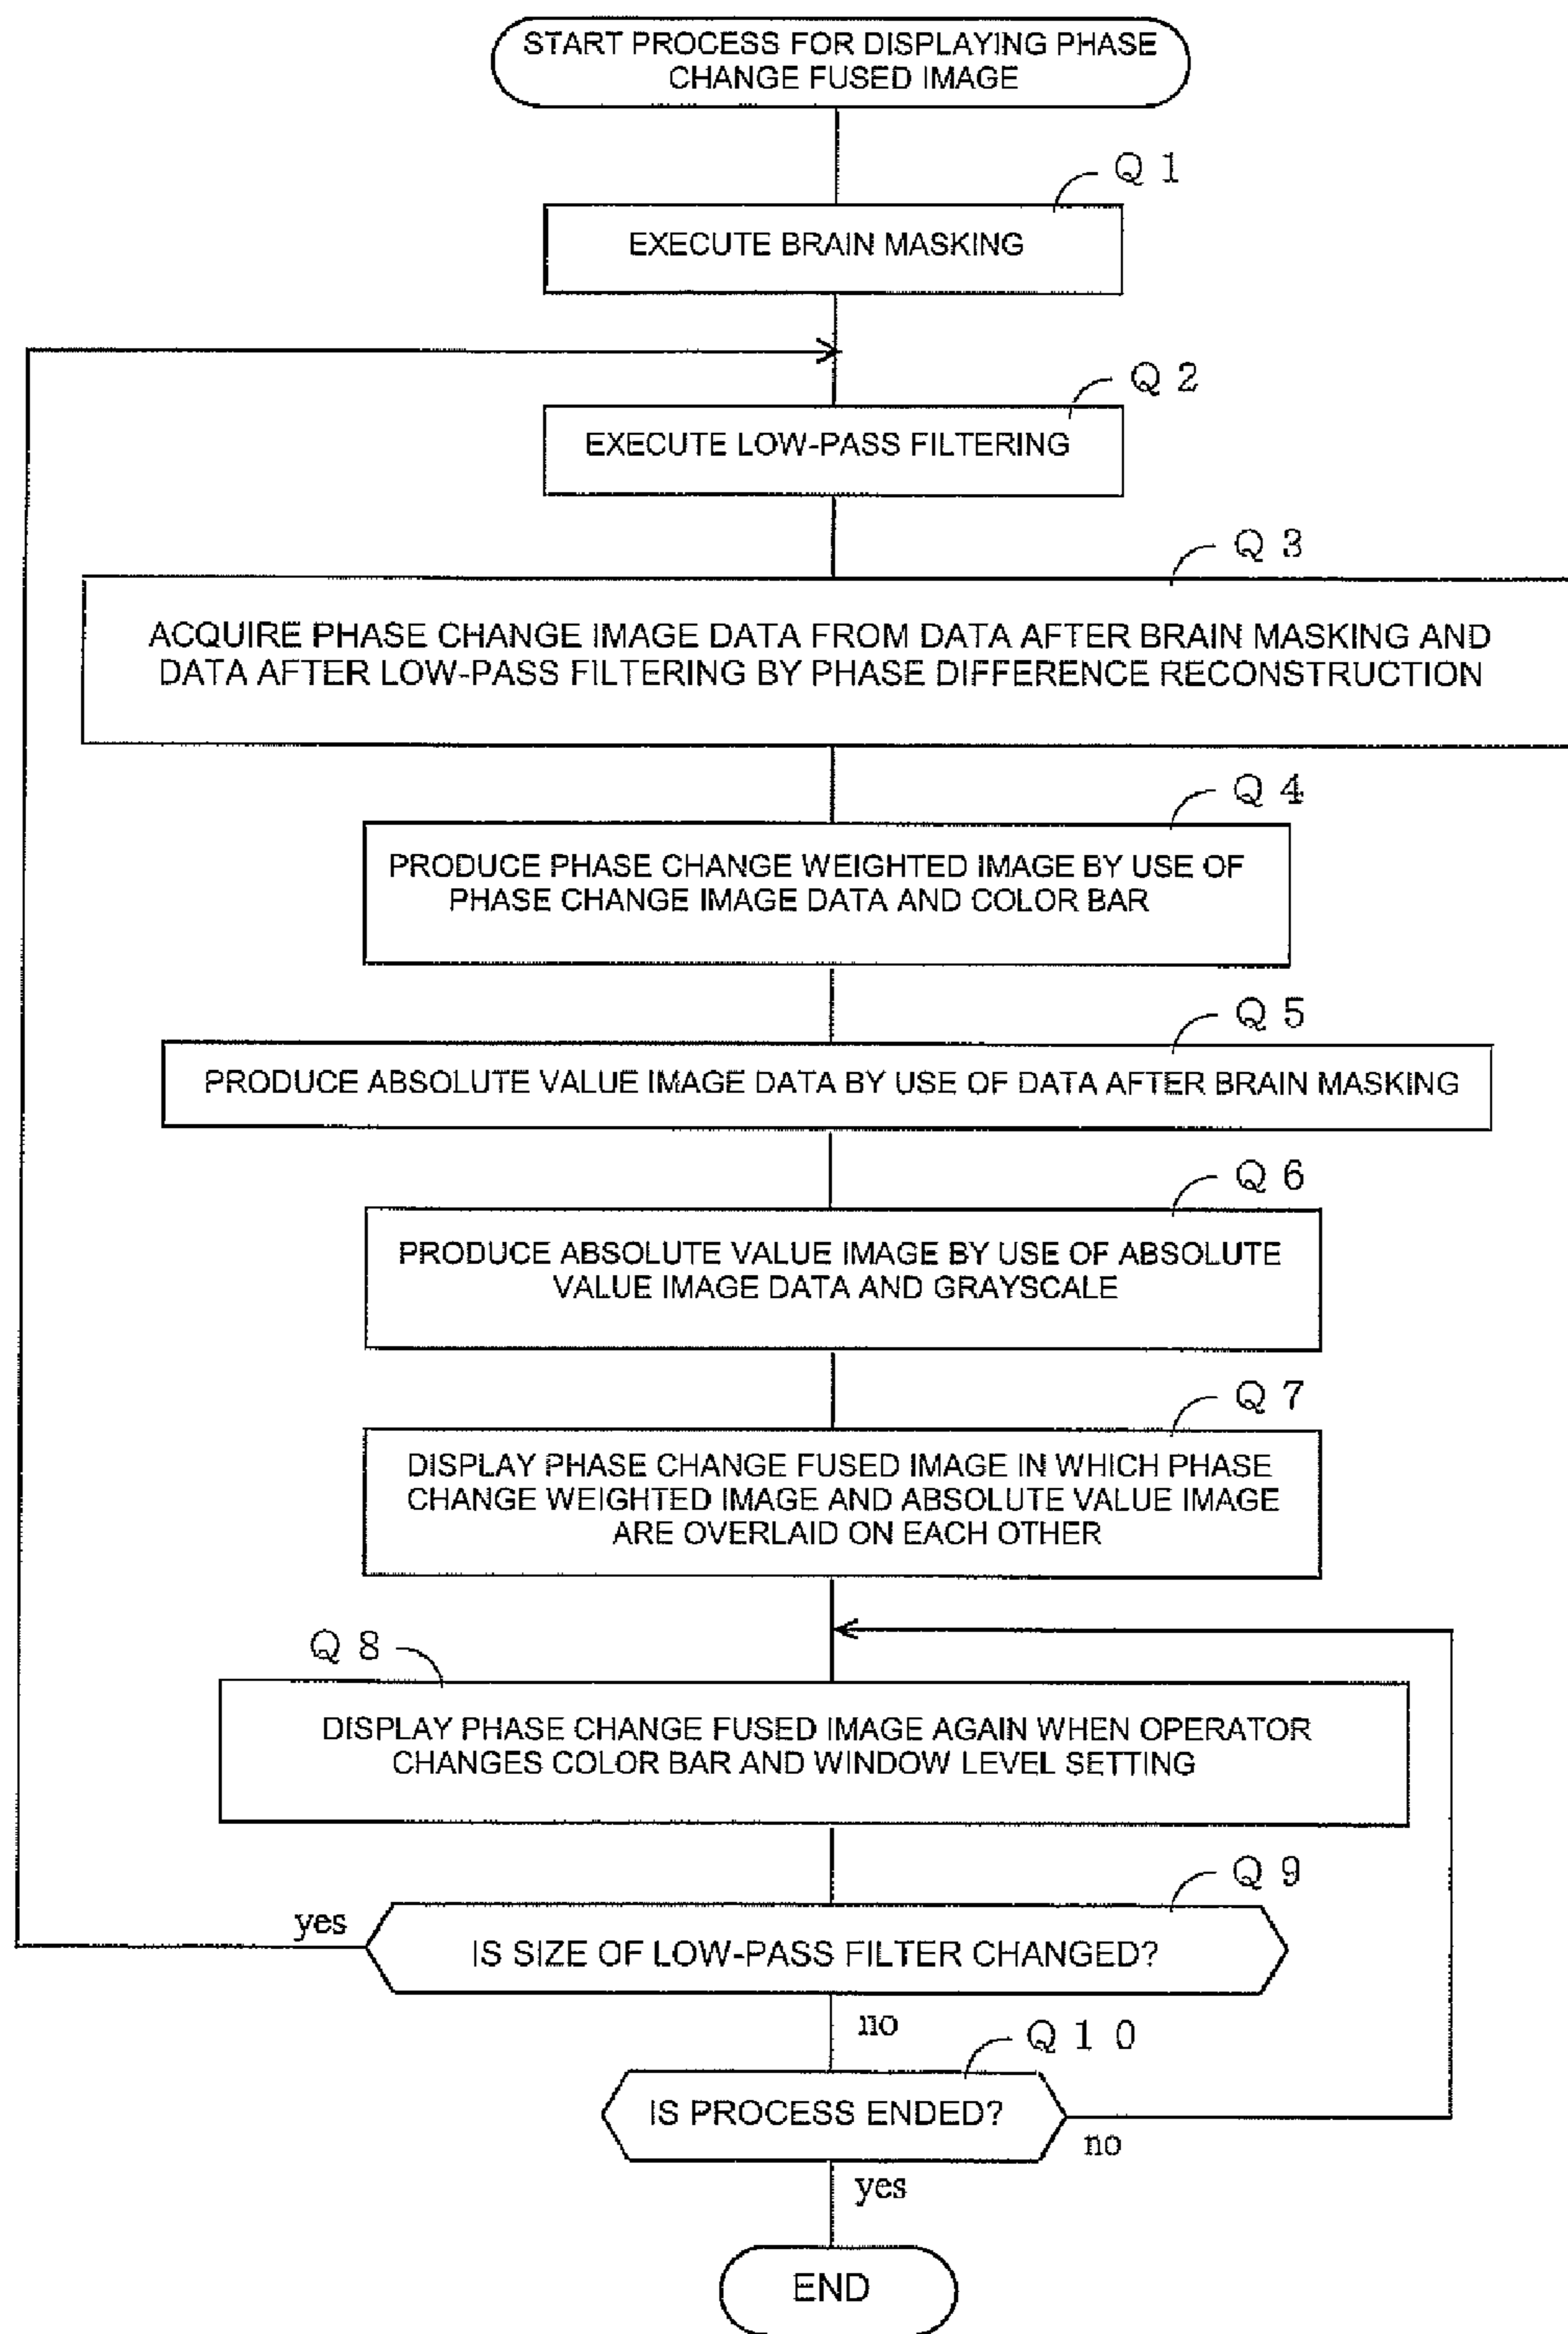 START PROCESS FOR DISPLAYING PHASE
CHANGE FUSED IMAGE
Q 1
EXECUTE BRAIN MASKING
Q 2
EXECUTE LOW-PASS FILTERING
Q 3
ACQUIRE PHASE CHANGE IMAGE DATA FROM DATA AFTER BRAIN MASKING AND
DATA AFTER LOW-PASS FILTERING BY PHASE DIFFERENCE RECONSTRUCTION
Q 4
PRODUCE PHASE CHANGE WEIGHTED IMAGE BY USE OF
PHASE CHANGE IMAGE DATA AND COLOR BAR
Q 5
PRODUCE ABSOLUTE VALUE IMAGE DATA BY USE OF DATA AFTER BRAIN MASKING
Q 6
PRODUCE ABSOLUTE VALUE IMAGE BY USE OF ABSOLUTE
VALUE IMAGE DATA AND GRAYSCALE
Q 7
DISPLAY PHASE CHANGE FUSED IMAGE IN WHICH PHASE
CHANGE WEIGHTED IMAGE AND ABSOLUTE VALUE IMAGE
ARE OVERLAID ON EACH OTHER
Q 8
DISPLAY PHASE CHANGE FUSED IMAGE AGAIN WHEN OPERATOR
CHANGES COLOR BAR AND WINDOW LEVEL SETTING
Q 9
yes
IS SIZE OF LOW-PASS FILTER CHANGED?
no
Q 1 0
IS PROCESS ENDED?
no
yes
END